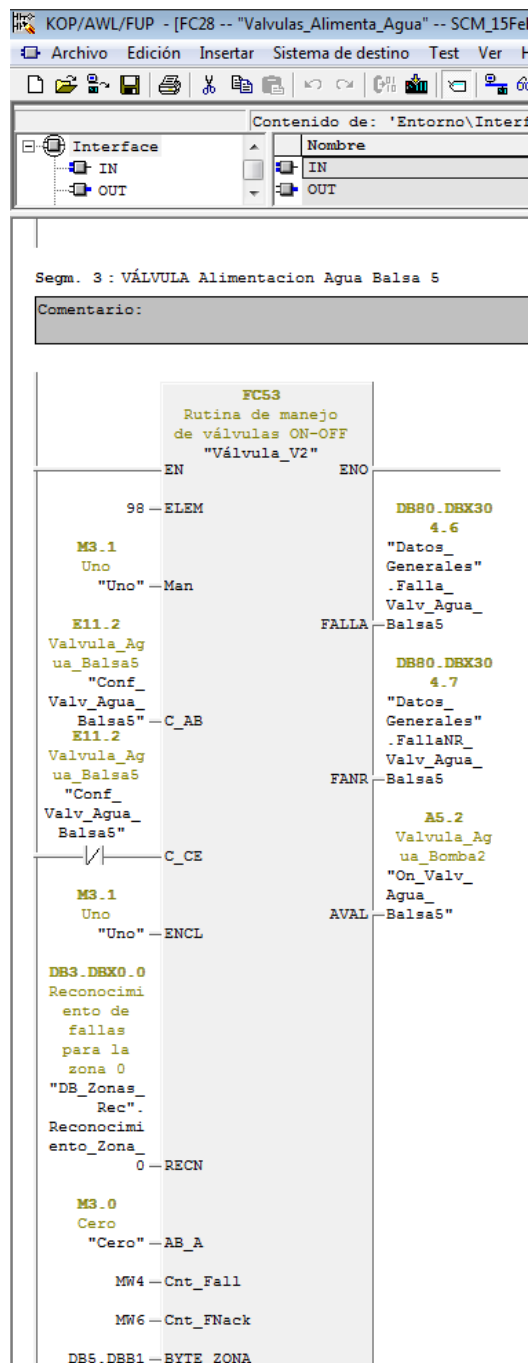 KOP/AWL/FUP - [FC28 -- "Valvulas_Alimenta_Agua" -- SCM_15Fe
Archivo Edición Insertar Sistema de destino Test Ver
Contenido de: 'Entorno\Interf
Interface
IN
OUT
Nombre
IN
OUT
Segm. 3 : VÁLVULA Alimentacion Agua Balsa 5
Comentario:
FC53
Rutina de manejo
de válvulas ON-OFF
"Válvula_V2"
EN ENO
98 ELEM
M3.1
Uno
"Uno" Man
E11.2
Valvula_Ag
ua_Balsa5
"Conf_
Valv_Agua_
Balsa5" C_AB
E11.2
Valvula_Ag
ua_Balsa5
"Conf_
Valv_Agua_
Balsa5"
C_CE
M3.1
Uno
"Uno" ENCL
DB3.DBX0.0
Reconocimi
ento de
fallas
para la
zona 0
"DB_Zonas_
Rec".
Reconocimi
ento_Zona_
0 RECN
M3.0
Cero
"Cero" AB_A
MW4 Cnt_Fall
MW6 Cnt_FNack
DB5.DBB1 BYTE_ZONA
DB80.DBX30
4.6
"Datos_
Generales"
.Falla_
Valv_Agua_
FALLA Balsa5
DB80.DBX30
4.7
"Datos_
Generales"
.FallaNR_
Valv_Agua_
FANR Balsa5
A5.2
Valvula_Ag
ua_Bomba2
"On_Valv_
Agua_
AVAL Balsa5"